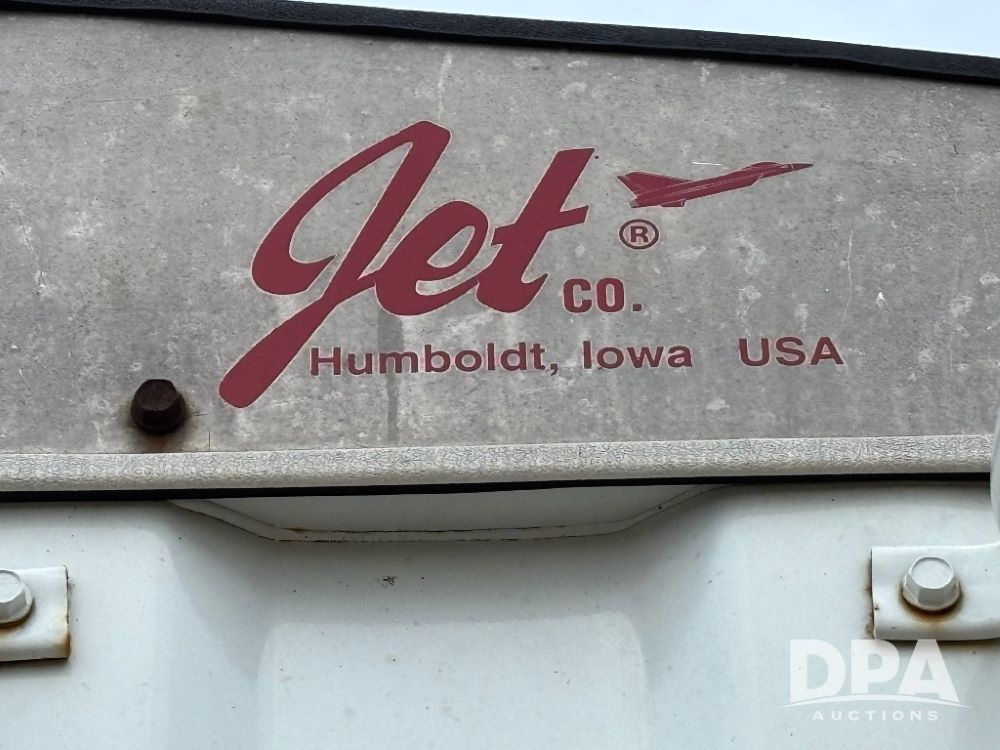 Jet ®
CO.
Humboldt, Iowa USA
DPA
AUCTIONS